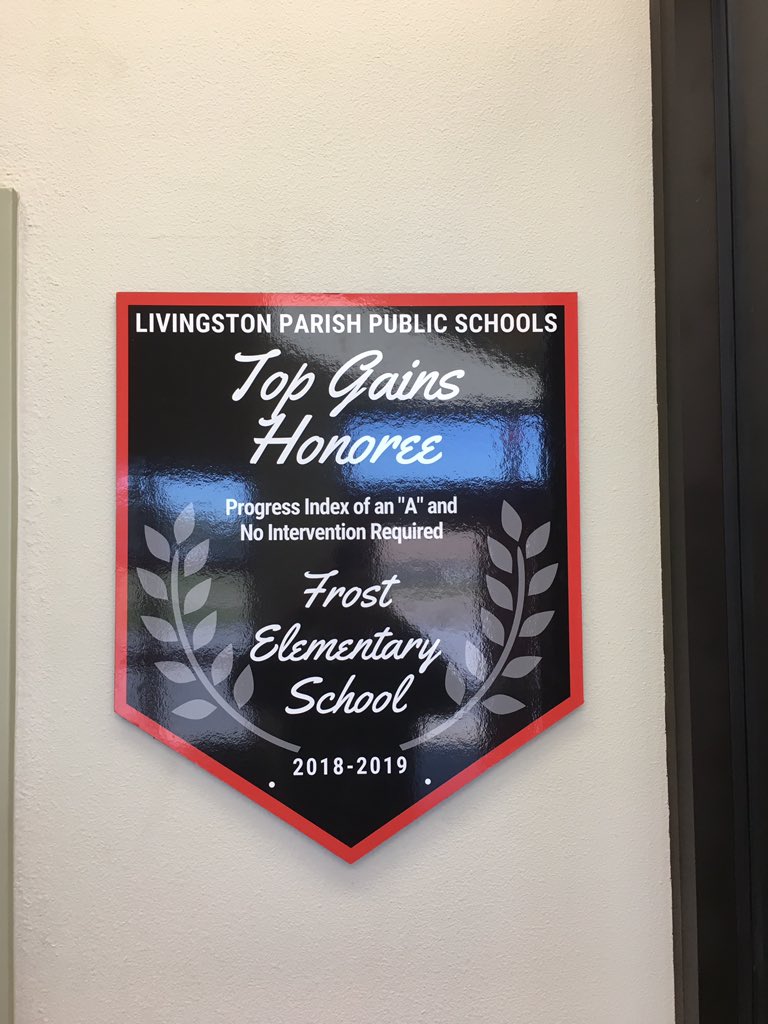 LIVINGSTON PARISH PUBLIC SCHOOLS
Top Gains
Honoree
Progress Index of an "A" and
No Intervention Required
Frost
Elementary
School
2018-2019